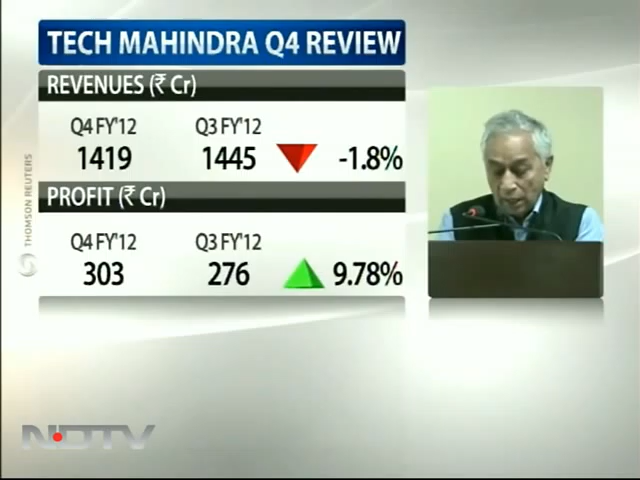 TECH MAHINDRA Q4 REVIEW
REVENUES (₹ Cr)
Q4 FY'12 Q3 FY'12
1419 1445 -1.8%
PROFIT (₹ Cr)
Q4 FY'12 Q3 FY'12
303 276 9.78%
THOMSON REUTERS
NDTV